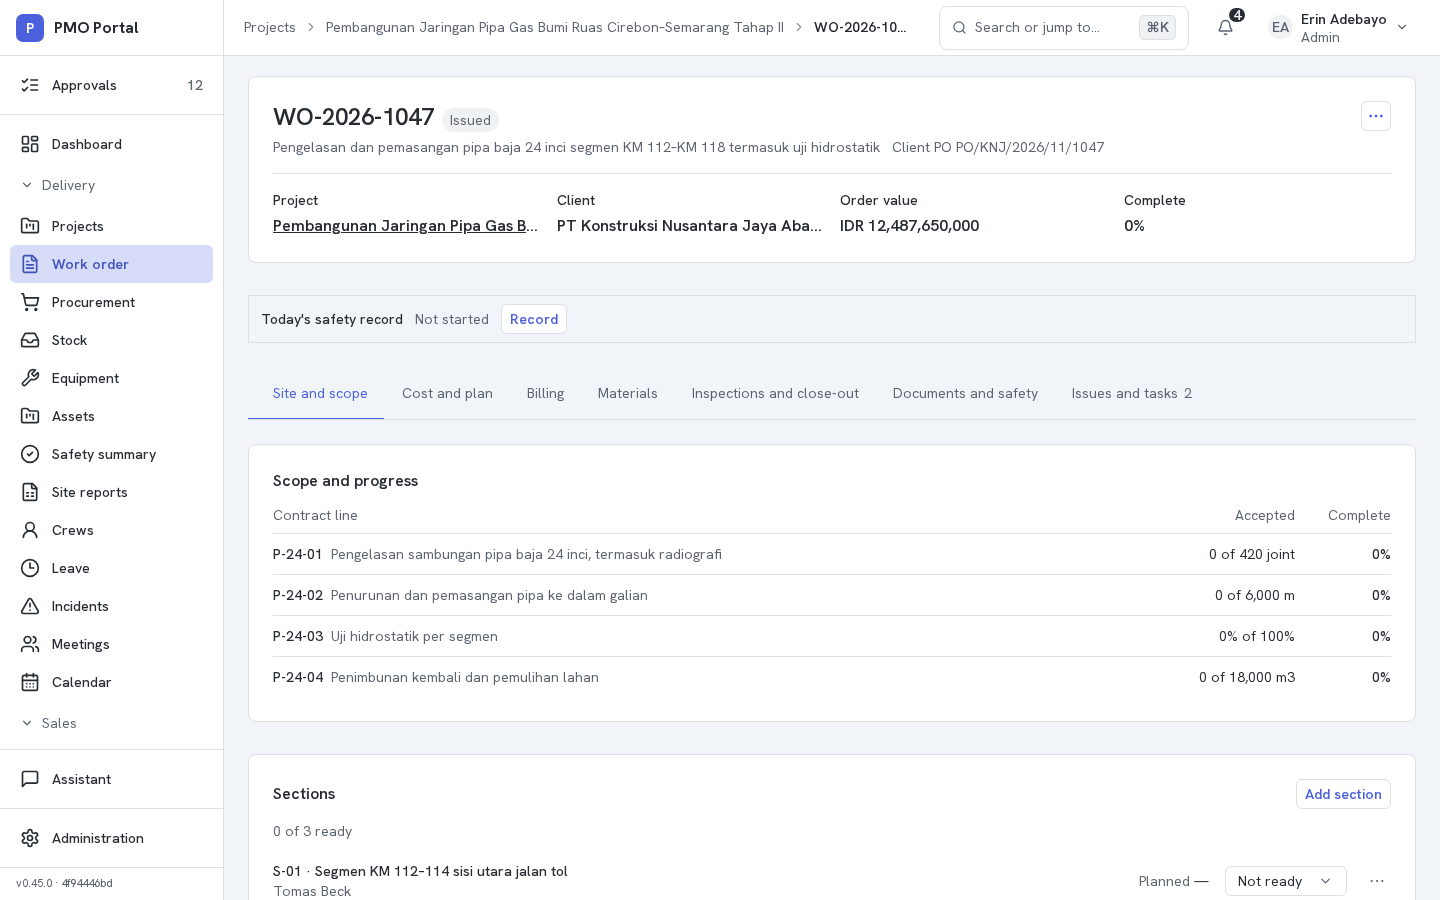 P PMO Portal
Projects > Pembangunan Jaringan Pipa Gas Bumi Ruas Cirebon–Semarang Tahap II > WO-2026-10...
Search or jump to... ⌘K
4
EA Erin Adebayo
Admin
Approvals 12
Dashboard
Delivery
Projects
Work order
Procurement
Stock
Equipment
Assets
Safety summary
Site reports
Crews
Leave
Incidents
Meetings
Calendar
Sales
Assistant
Administration
v0.45.0 · 4f94446bd
WO-2026-1047 Issued
Pengelasan dan pemasangan pipa baja 24 inci segmen KM 112–KM 118 termasuk uji hidrostatik Client PO PO/KNJ/2026/11/1047
Project Client Order value Complete
Pembangunan Jaringan Pipa Gas B... PT Konstruksi Nusantara Jaya Aba... IDR 12,487,650,000 0%
Today's safety record Not started Record
Site and scope Cost and plan Billing Materials Inspections and close-out Documents and safety Issues and tasks 2
Scope and progress
Contract line Accepted Complete
P-24-01 Pengelasan sambungan pipa baja 24 inci, termasuk radiografi 0 of 420 joint 0%
P-24-02 Penurunan dan pemasangan pipa ke dalam galian 0 of 6,000 m 0%
P-24-03 Uji hidrostatik per segmen 0% of 100% 0%
P-24-04 Penimbunan kembali dan pemulihan lahan 0 of 18,000 m3 0%
Sections Add section
0 of 3 ready
S-01 · Segmen KM 112–114 sisi utara jalan tol
Tomas Beck
Planned — Not ready ...